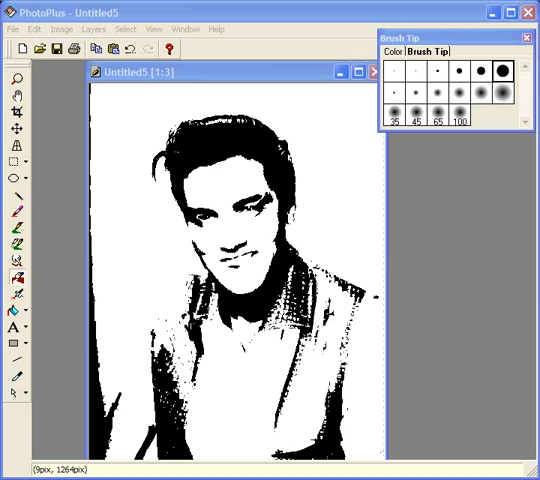 PhotoPlus - Untitled5
File Edit Image Layers Select View Window Help
Brush Tip
Color Brush Tip
Untitled5 [1:3]
35 45 65 100
(9pix, 1264pix)